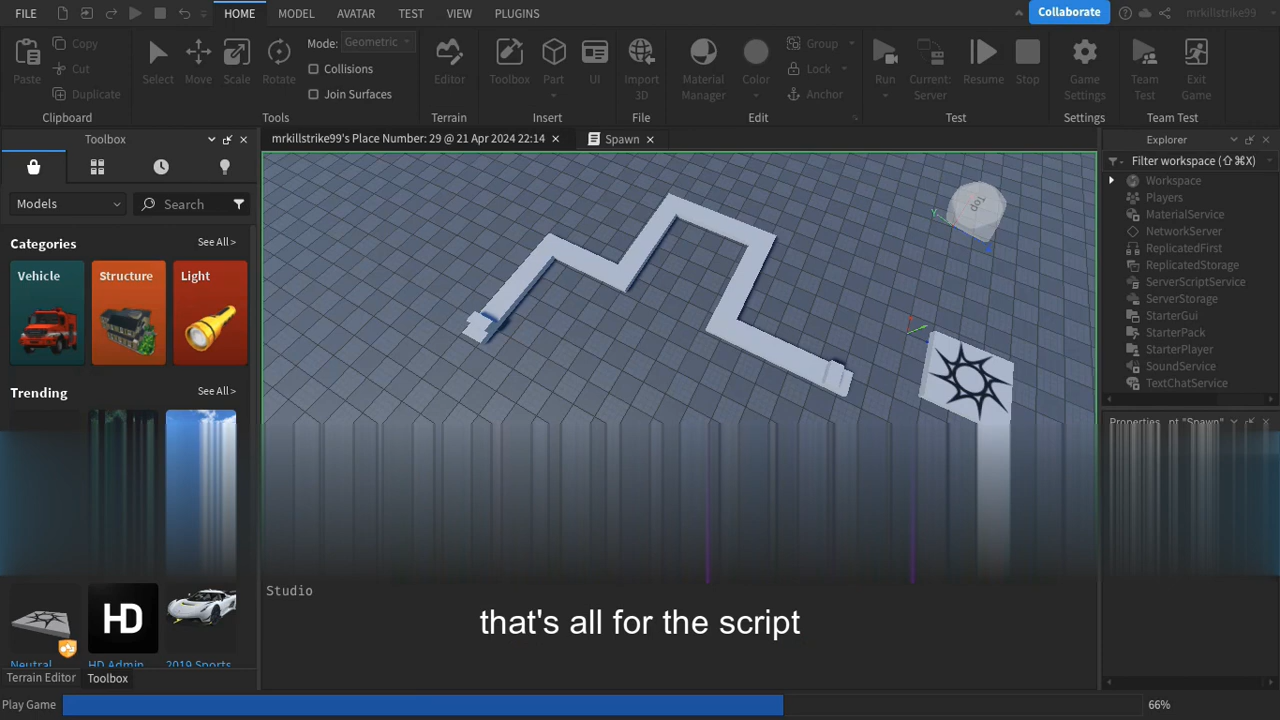 FILE HOME MODEL AVATAR TEST VIEW PLUGINS Collaborate mrkillstrike99
Paste Copy Cut Duplicate Clipboard
Select Move Scale Rotate Mode: Geometric Collisions Join Surfaces Tools
Editor Terrain
Toolbox Part UI Insert
Import 3D File
Material Manager Color Group Lock Anchor Edit
Run Current: Server Resume Stop Test
Game Settings Settings
Team Test Exit Game Team Test
Toolbox
mrkillstrike99's Place Number: 29 @ 21 Apr 2024 22:14
Spawn
Explorer
Filter workspace (⇧⌘X)
Models Search
Categories See All >
Vehicle Structure Light
Trending See All >
Neutral HD Admin 2019 Sports
HD
Terrain Editor Toolbox
Top
Y
Workspace
Players
MaterialService
NetworkServer
ReplicatedFirst
ReplicatedStorage
ServerScriptService
ServerStorage
StarterGui
StarterPack
StarterPlayer
SoundService
TextChatService
Studio
that's all for the script
Play Game 66%